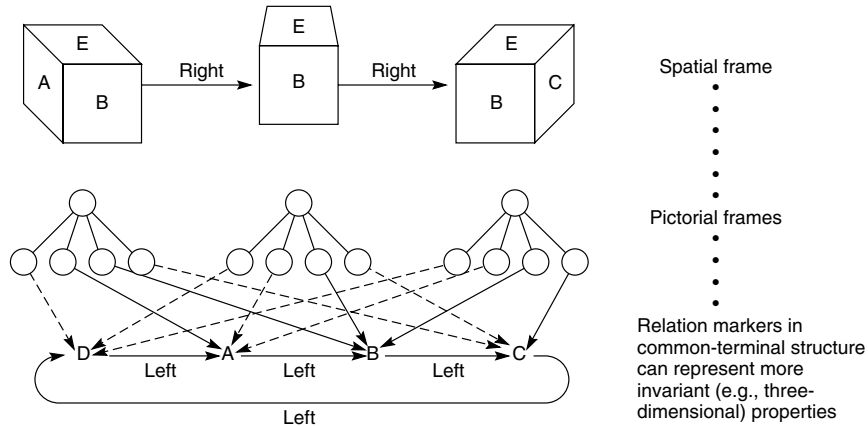 E
A
B
Right
E
B
Right
E
B
C
Spatial frame
Pictorial frames
D
A
B
C
Left
Left
Left
Left
Relation markers in
common-terminal structure
can represent more
invariant (e.g., three-
dimensional) properties